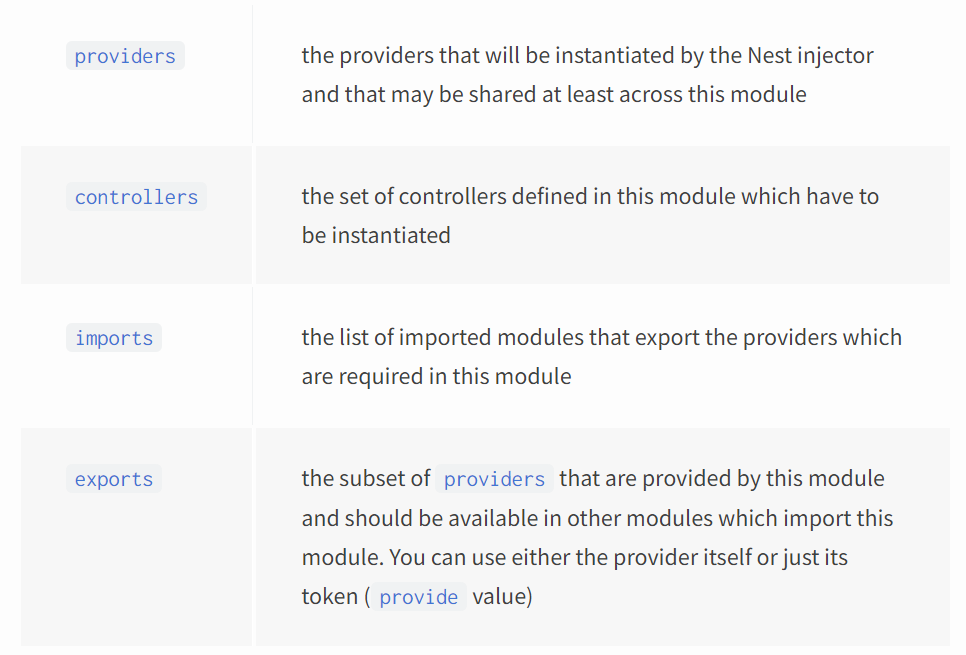 providers the providers that will be instantiated by the Nest injector
and that may be shared at least across this module
controllers the set of controllers defined in this module which have to
be instantiated
imports the list of imported modules that export the providers which
are required in this module
exports the subset of providers that are provided by this module
and should be available in other modules which import this
module. You can use either the provider itself or just its
token ( provide value)